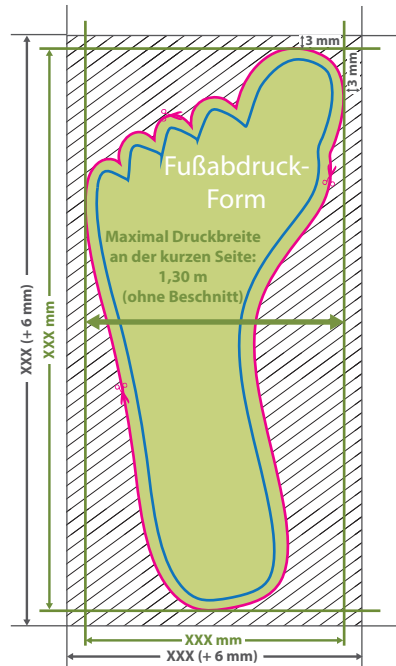 3 mm
3 mm
Fußabdruck-
Form
Maximal Druckbreite
an der kurzen Seite:
1,30 m
(ohne Beschnitt)
XXX (+ 6 mm)
XXX mm
XXX mm
XXX (+ 6 mm)